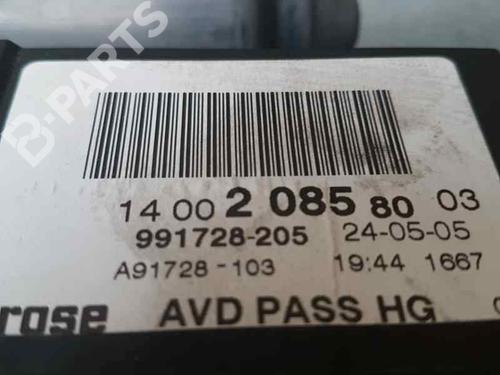 B-PARTS
14 00 2 085 80 03
991728-205 24-05-05
A91728-103 19:44 1667
rose AVD PASS HG